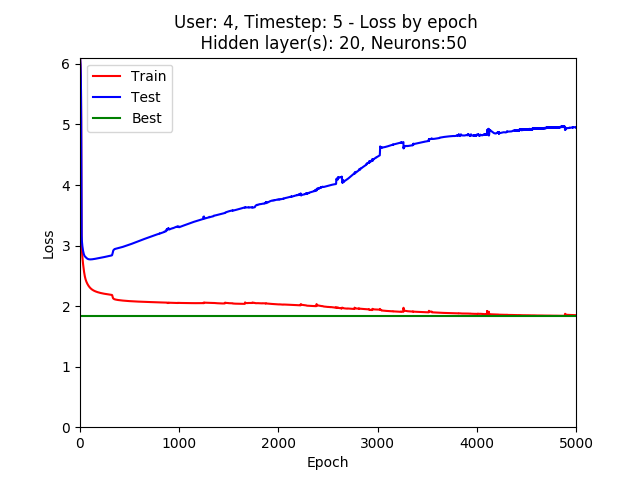 User: 4, Timestep: 5 - Loss by epoch
Hidden layer(s): 20, Neurons:50
6
5
4
3
2
1
0
Loss
Train
Test
Best
0 1000 2000 3000 4000 5000
Epoch